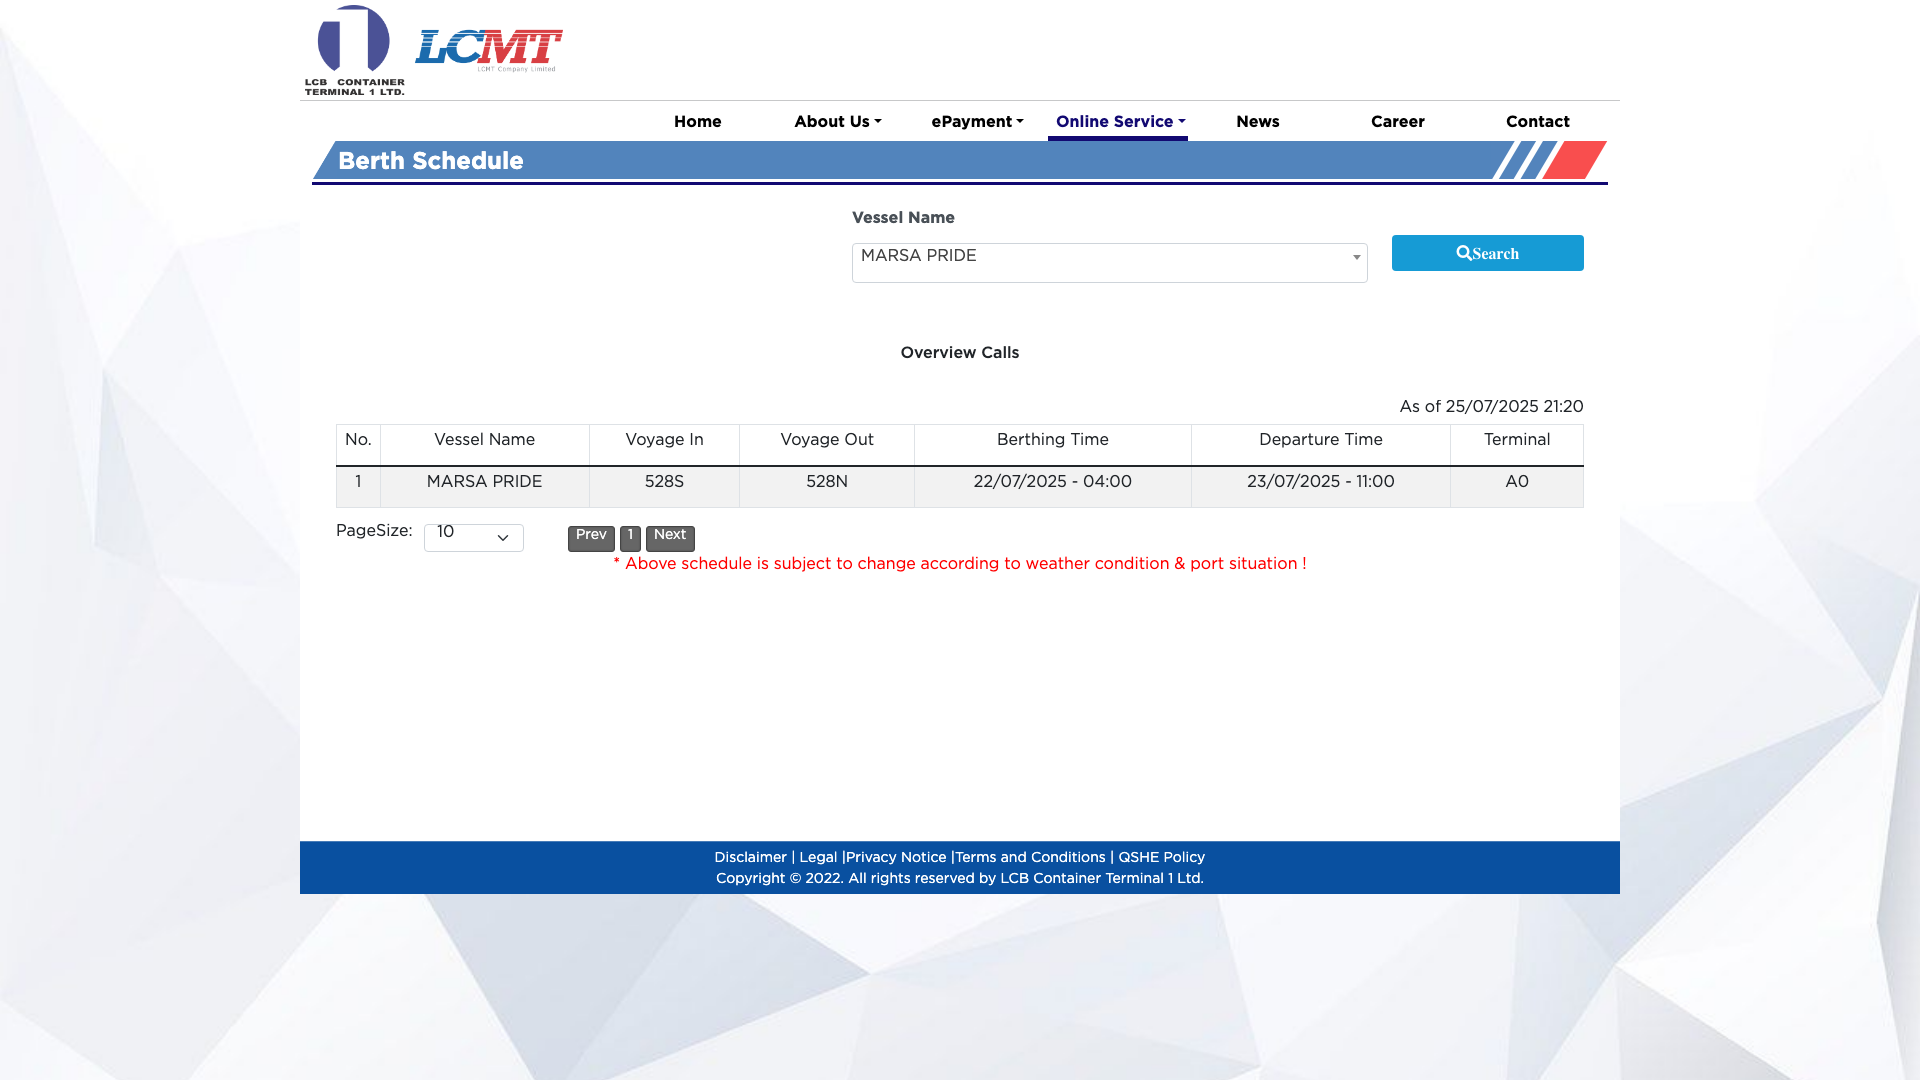 LCB CONTAINER
TERMINAL 1 LTD.
LCMT
LCMT Company Limited
Home About Us ePayment Online Service News Career Contact
Berth Schedule
Vessel Name
MARSA PRIDE
Search
Overview Calls
As of 25/07/2025 21:20
No. Vessel Name Voyage In Voyage Out Berthing Time Departure Time Terminal
1 MARSA PRIDE 528S 528N 22/07/2025 - 04:00 23/07/2025 - 11:00 A0
PageSize: 10 Prev 1 Next
* Above schedule is subject to change according to weather condition & port situation !
Disclaimer | Legal |Privacy Notice |Terms and Conditions | QSHE Policy
Copyright © 2022. All rights reserved by LCB Container Terminal 1 Ltd.